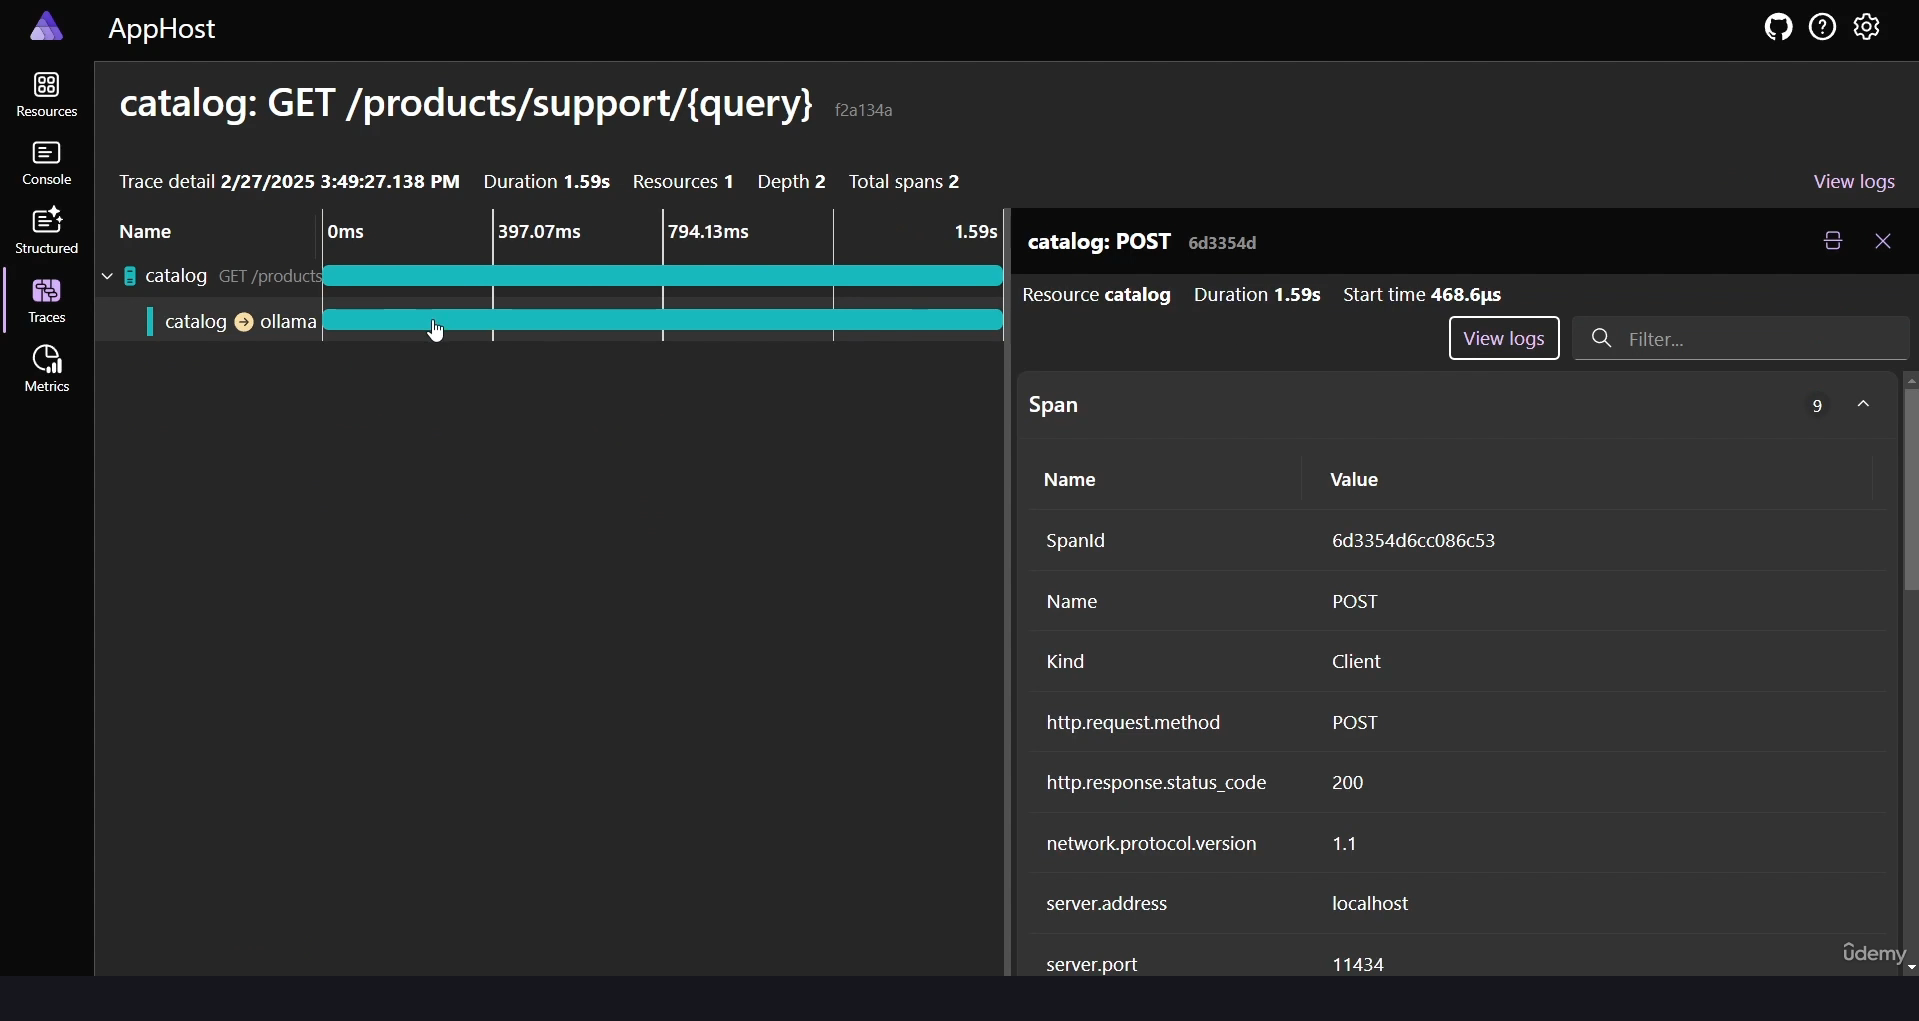 AppHost
Resources
Console
Structured
Traces
Metrics
catalog: GET /products/support/{query} f2a134a
Trace detail 2/27/2025 3:49:27.138 PM Duration 1.59s Resources 1 Depth 2 Total spans 2 View logs
Name 0ms 397.07ms 794.13ms 1.59s
catalog GET /products
catalog ollama
catalog: POST 6d3354d
Resource catalog Duration 1.59s Start time 468.6µs
View logs Filter...
Span 9
Name Value
SpanId 6d3354d6cc086c53
Name POST
Kind Client
http.request.method POST
http.response.status_code 200
network.protocol.version 1.1
server.address localhost
server.port 11434
ûdemy